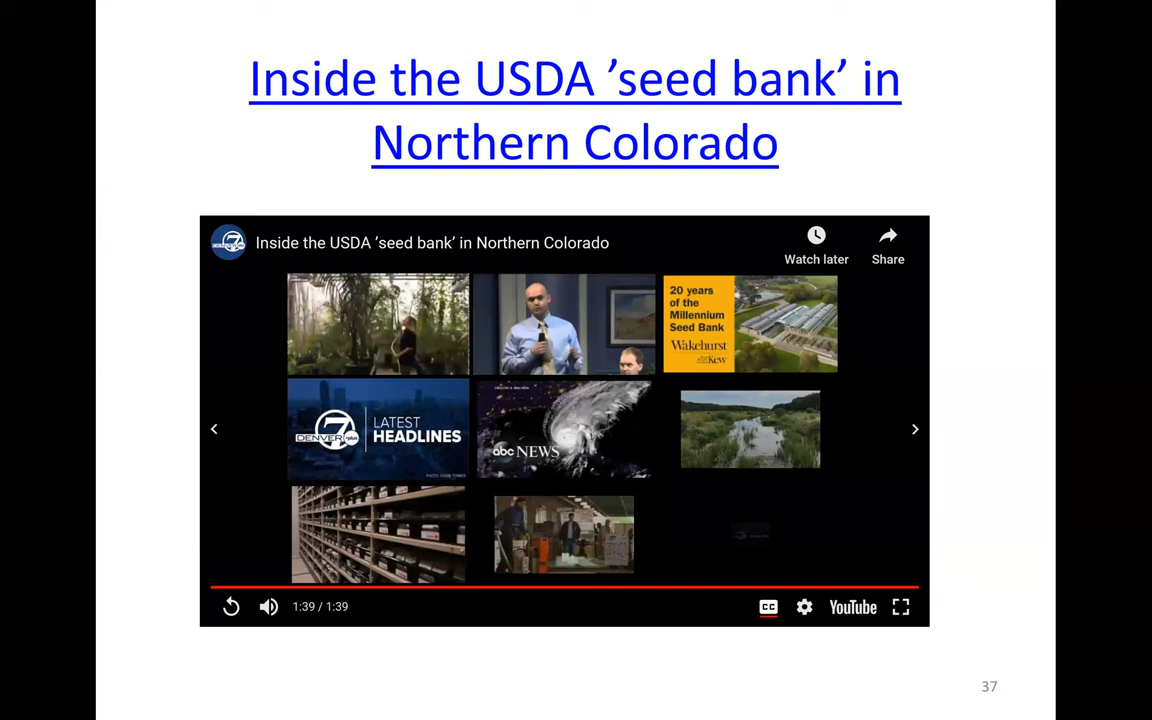 Inside the USDA ’seed bank’ in
Northern Colorado
Inside the USDA ’seed bank’ in Northern Colorado
Watch later
Share
20 years
of the
Millennium
Seed Bank
Wakehurst
Kew
7
DENVER
LATEST
HEADLINES
abc NEWS
1:39 / 1:39
CC
YouTube
37